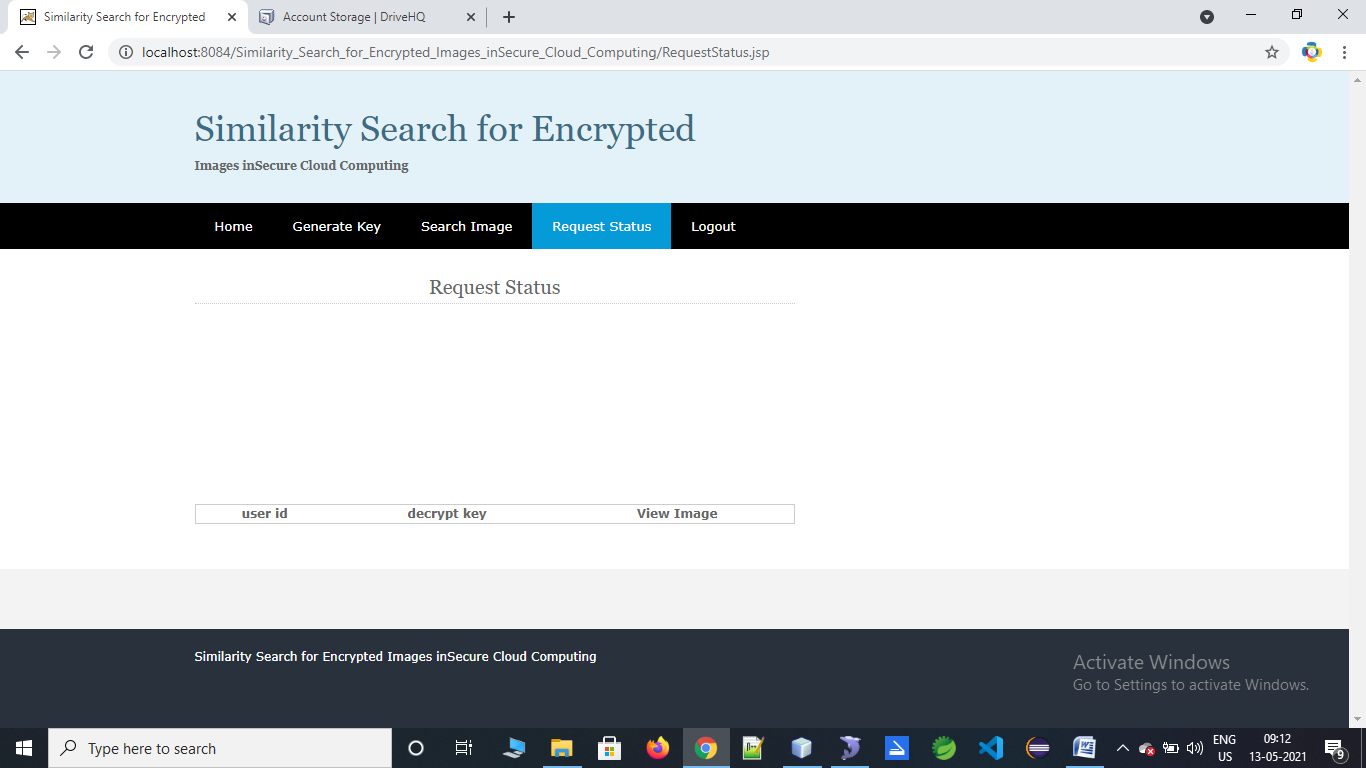 Similarity Search for Encrypted
Account Storage | DriveHQ
localhost:8084/Similarity_Search_for_Encrypted_Images_inSecure_Cloud_Computing/RequestStatus.jsp
Similarity Search for Encrypted
Images inSecure Cloud Computing
Home Generate Key Search Image Request Status Logout
Request Status
user id decrypt key View Image
Similarity Search for Encrypted Images inSecure Cloud Computing
Activate Windows
Go to Settings to activate Windows.
Type here to search
ENG
US
09:12
13-05-2021
9